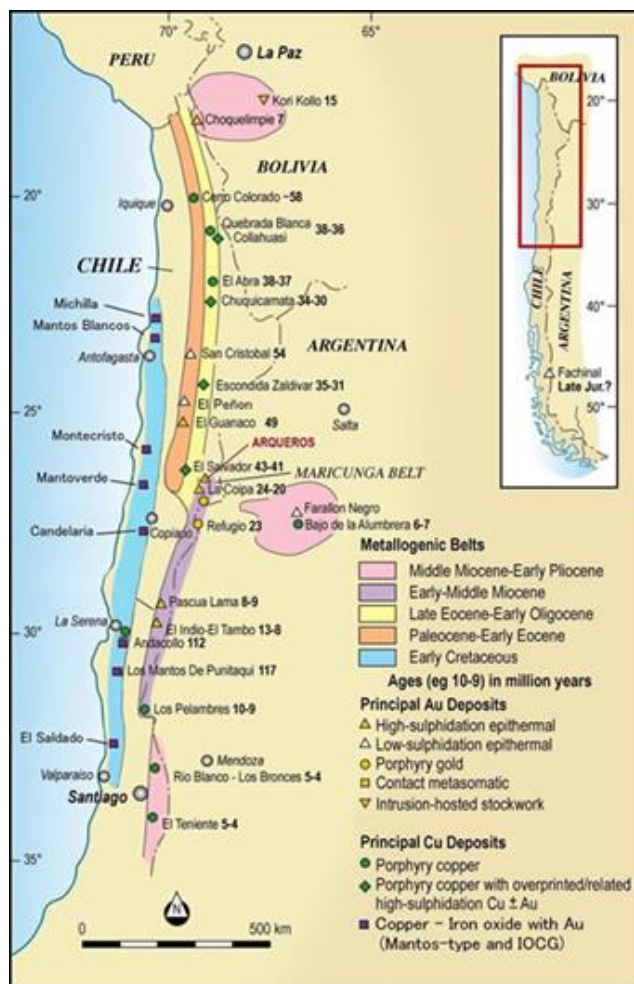 70°
65°
PERU
La Paz
Kori Kollo 15
Choquelimpie 7
BOLIVIA
20°
Iquique
Cerro Colorado ~58
Quebrada Blanca
38-36
Collahuasi
CHILE
El Abra 38-37
Michilla
Chuquicamata 34-30
Mantos Blancos
ARGENTINA
Antofagasta
San Cristobal 54
Escondida Zaldivar 35-31
25°
El Peñon
Salta
El Guanaco 49
Montecristo
ARQUEROS
El Salvador 43-41
MARICUNGA BELT
Mantoverde
La Coipa 24-20
Farallon Negro
Candelaria
Copiapo
Refugio 23
Bajo de la Alumbrera 6-7
Pascua Lama 8-9
La Serena
30°
El Indio-El Tambo 13-8
Andacollo 112
Los Mantos De Punitaqui 117
Los Pelambres 10-9
El Saldado
Mendoza
Valparaiso
Rio Blanco - Los Bronces 5-4
Santiago
El Teniente 5-4
35°
N
0
500 km
BOLIVIA
20°
30°
CHILE
ARGENTINA
40°
Fachinal
Late Jur.?
50°
Metallogenic Belts
Middle Miocene-Early Pliocene
Early-Middle Miocene
Late Eocene-Early Oligocene
Paleocene-Early Eocene
Early Cretaceous
Ages (eg 10-9) in million years
Principal Au Deposits
High-sulphidation epithermal
Low-sulphidation epithermal
Porphyry gold
Contact metasomatic
Intrusion-hosted stockwork
Principal Cu Deposits
Porphyry copper
Porphyry copper with overprinted/related
high-sulphidation Cu ± Au
Copper - Iron oxide with Au
(Mantos-type and IOCG)